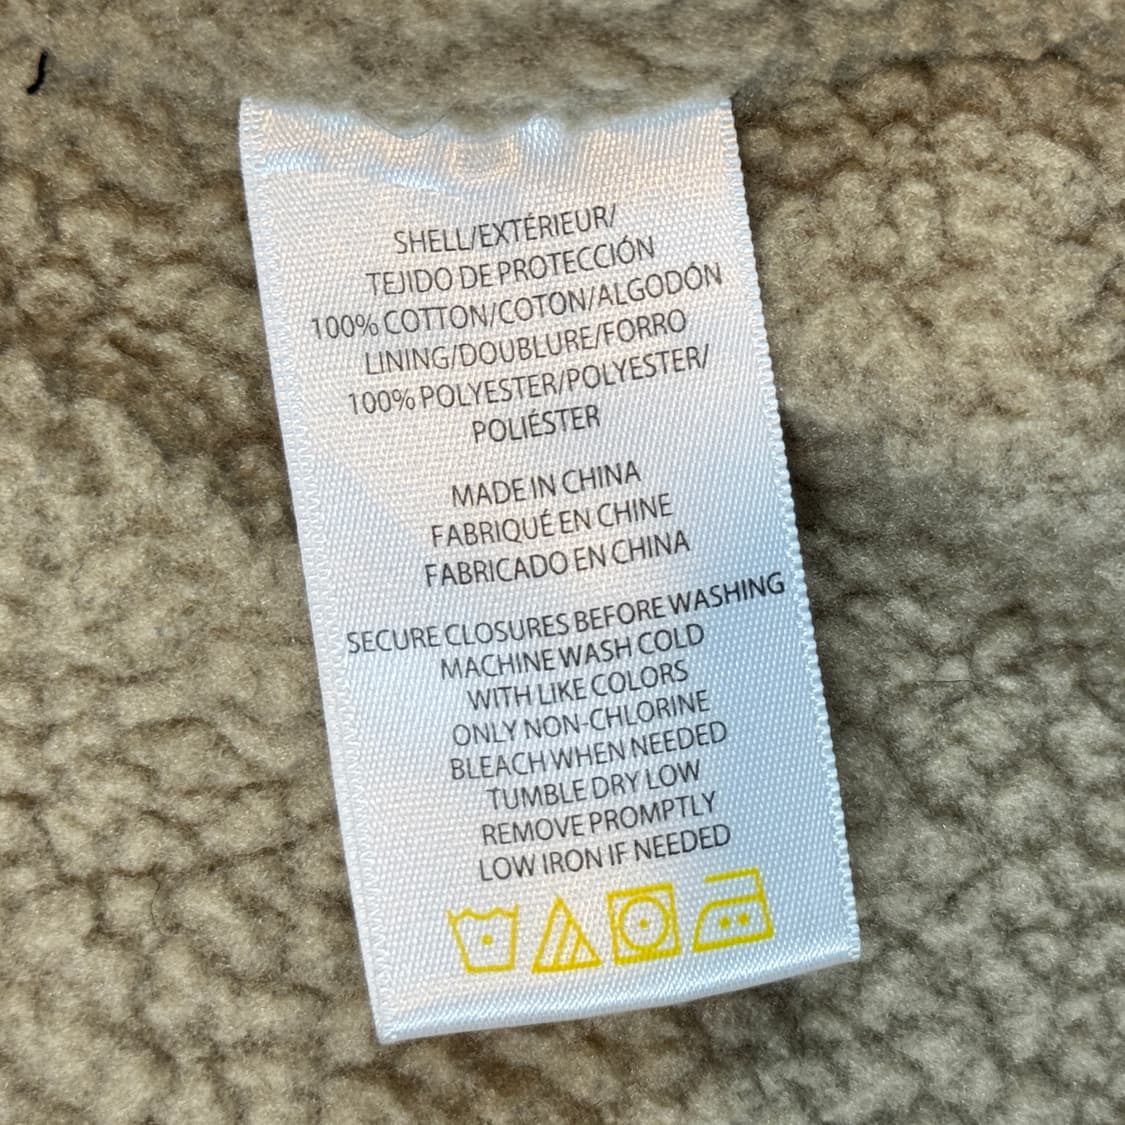 SHELL/EXTÉRIEUR/
TEJIDO DE PROTECCIÓN
100% COTTON/COTON/ALGODÓN
LINING/DOUBLURE/FORRO
100% POLYESTER/POLYESTER/
POLIÉSTER
MADE IN CHINA
FABRIQUÉ EN CHINE
FABRICADO EN CHINA
SECURE CLOSURES BEFORE WASHING
MACHINE WASH COLD
WITH LIKE COLORS
ONLY NON-CHLORINE
BLEACH WHEN NEEDED
TUMBLE DRY LOW
REMOVE PROMPTLY
LOW IRON IF NEEDED